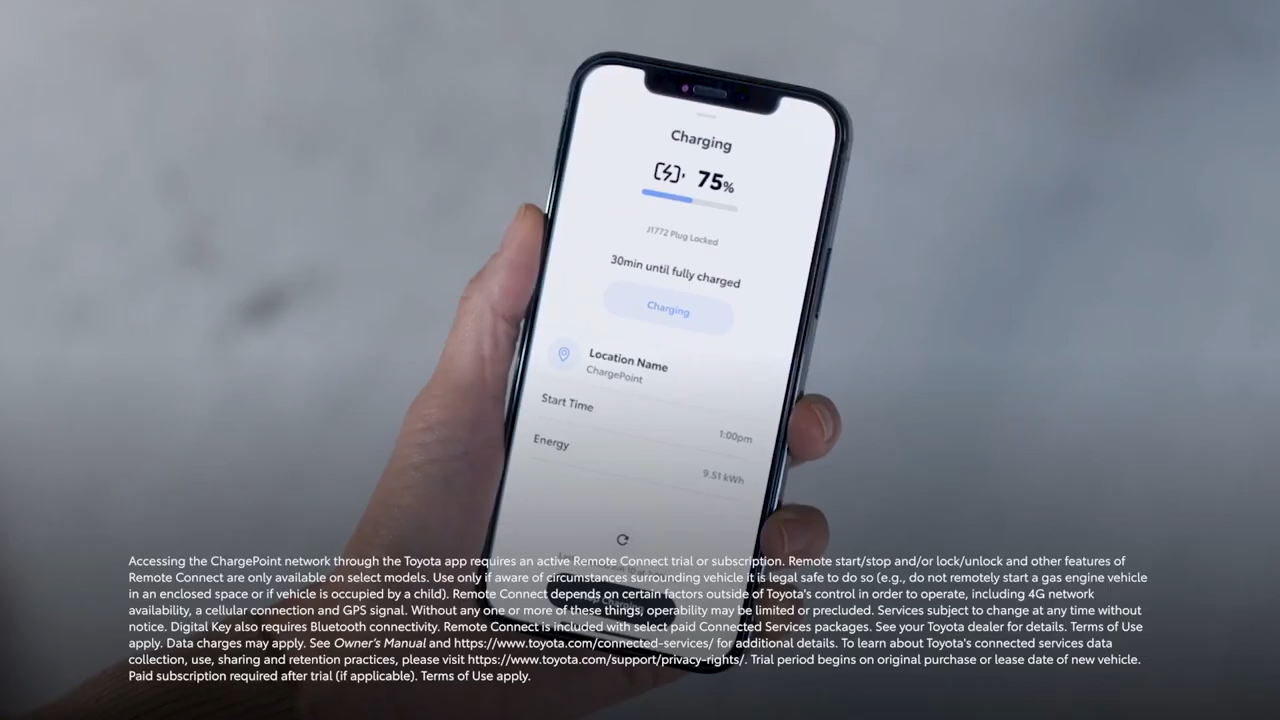 Charging
75%
J1772 Plug Locked
30min until fully charged
Charging
Location Name
ChargePoint
Start Time
1:00pm
Energy
9.51 kWh
Accessing the ChargePoint network through the Toyota app requires an active Remote Connect trial or subscription. Remote start/stop and/or lock/unlock and other features of
Remote Connect are only available on select models. Use only if aware of circumstances surrounding vehicle it is legal safe to do so (e.g., do not remotely start a gas engine vehicle
in an enclosed space or if vehicle is occupied by a child). Remote Connect depends on certain factors outside of Toyota's control in order to operate, including 4G network
availability, a cellular connection and GPS signal. Without any one or more of these things, operability may be limited or precluded. Services subject to change at any time without
notice. Digital Key also requires Bluetooth connectivity. Remote Connect is included with select paid Connected Services packages. See your Toyota dealer for details. Terms of Use
apply. Data charges may apply. See Owner's Manual and https://www.toyota.com/connected-services/ for additional details. To learn about Toyota's connected services data
collection, use, sharing and retention practices, please visit https://www.toyota.com/support/privacy-rights/. Trial period begins on original purchase or lease date of new vehicle.
Paid subscription required after trial (if applicable). Terms of Use apply.